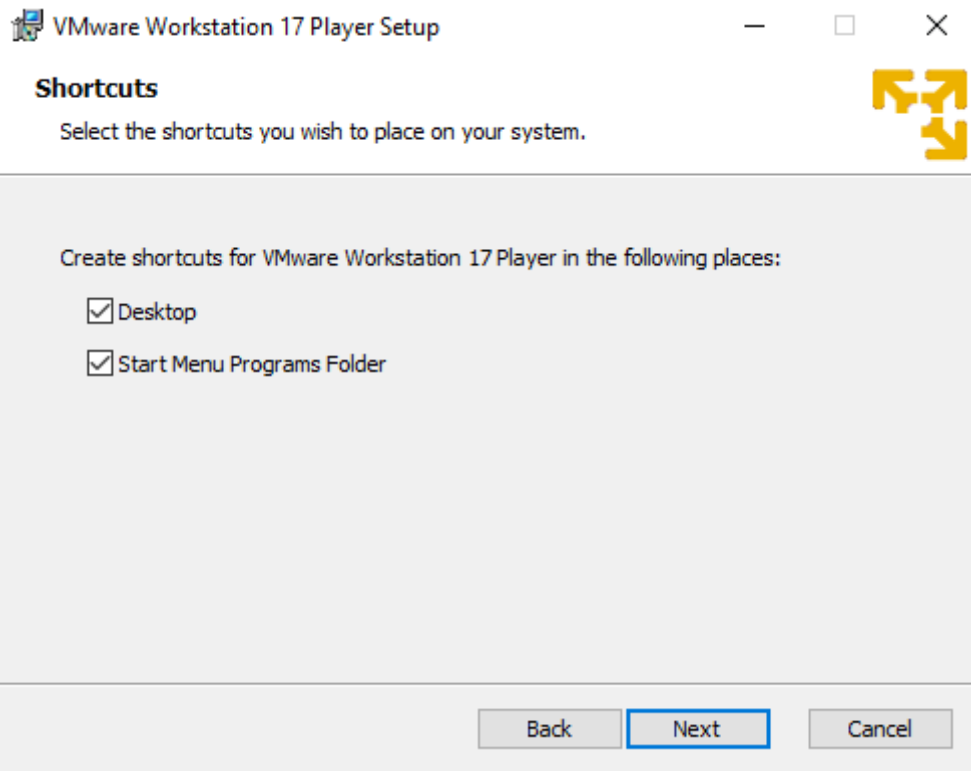 VMware Workstation 17 Player Setup
Shortcuts
Select the shortcuts you wish to place on your system.
Create shortcuts for VMware Workstation 17 Player in the following places:
Desktop
Start Menu Programs Folder
Back Next Cancel